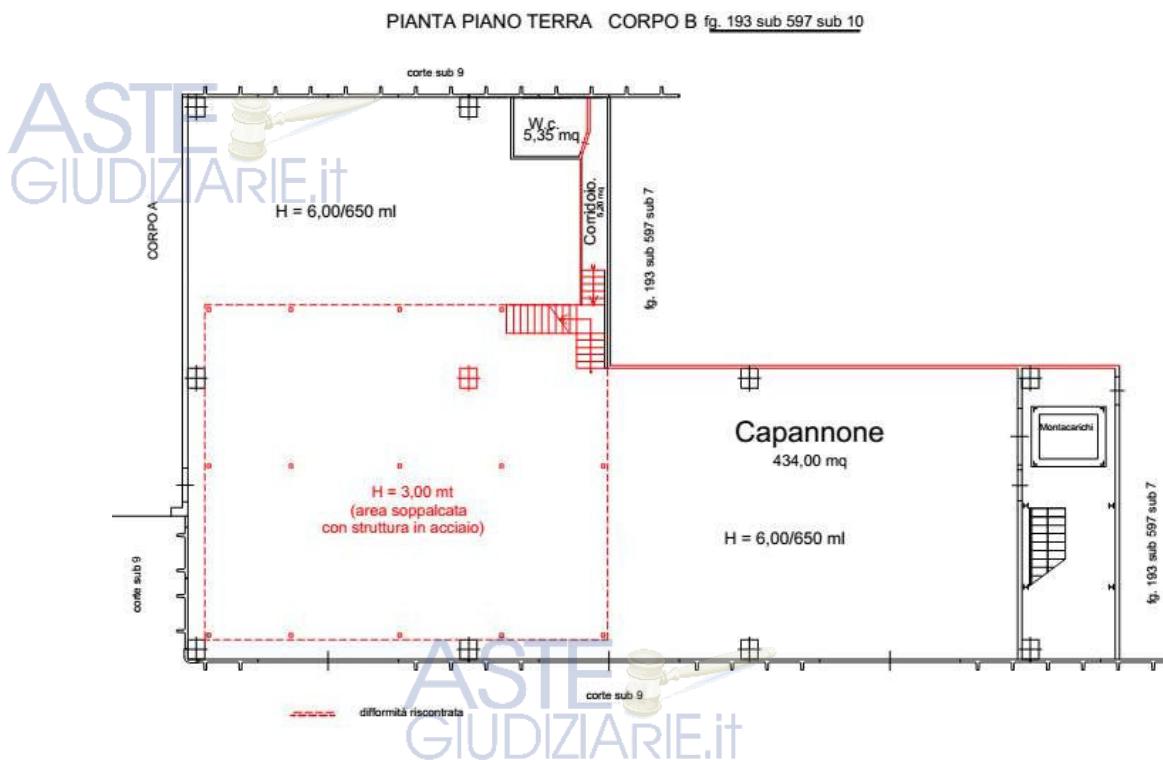 PIANTA PIANO TERRA CORPO B fg. 193 sub 597 sub 10
corte sub 9
ASTE
GIUDIZIARIE.it
W.c.
5,35 mq
Corridoio.
5,26 mq
fg. 193 sub 597 sub 7
CORPO A
H = 6,00/650 ml
Capannone
434,00 mq
Montacarichi
H = 3,00 mt
(area soppalcata
con struttura in acciaio)
H = 6,00/650 ml
fg. 193 sub 597 sub 7
corte sub 9
ASTE
GIUDIZIARIE.it
corte sub 9
difformità riscontrata